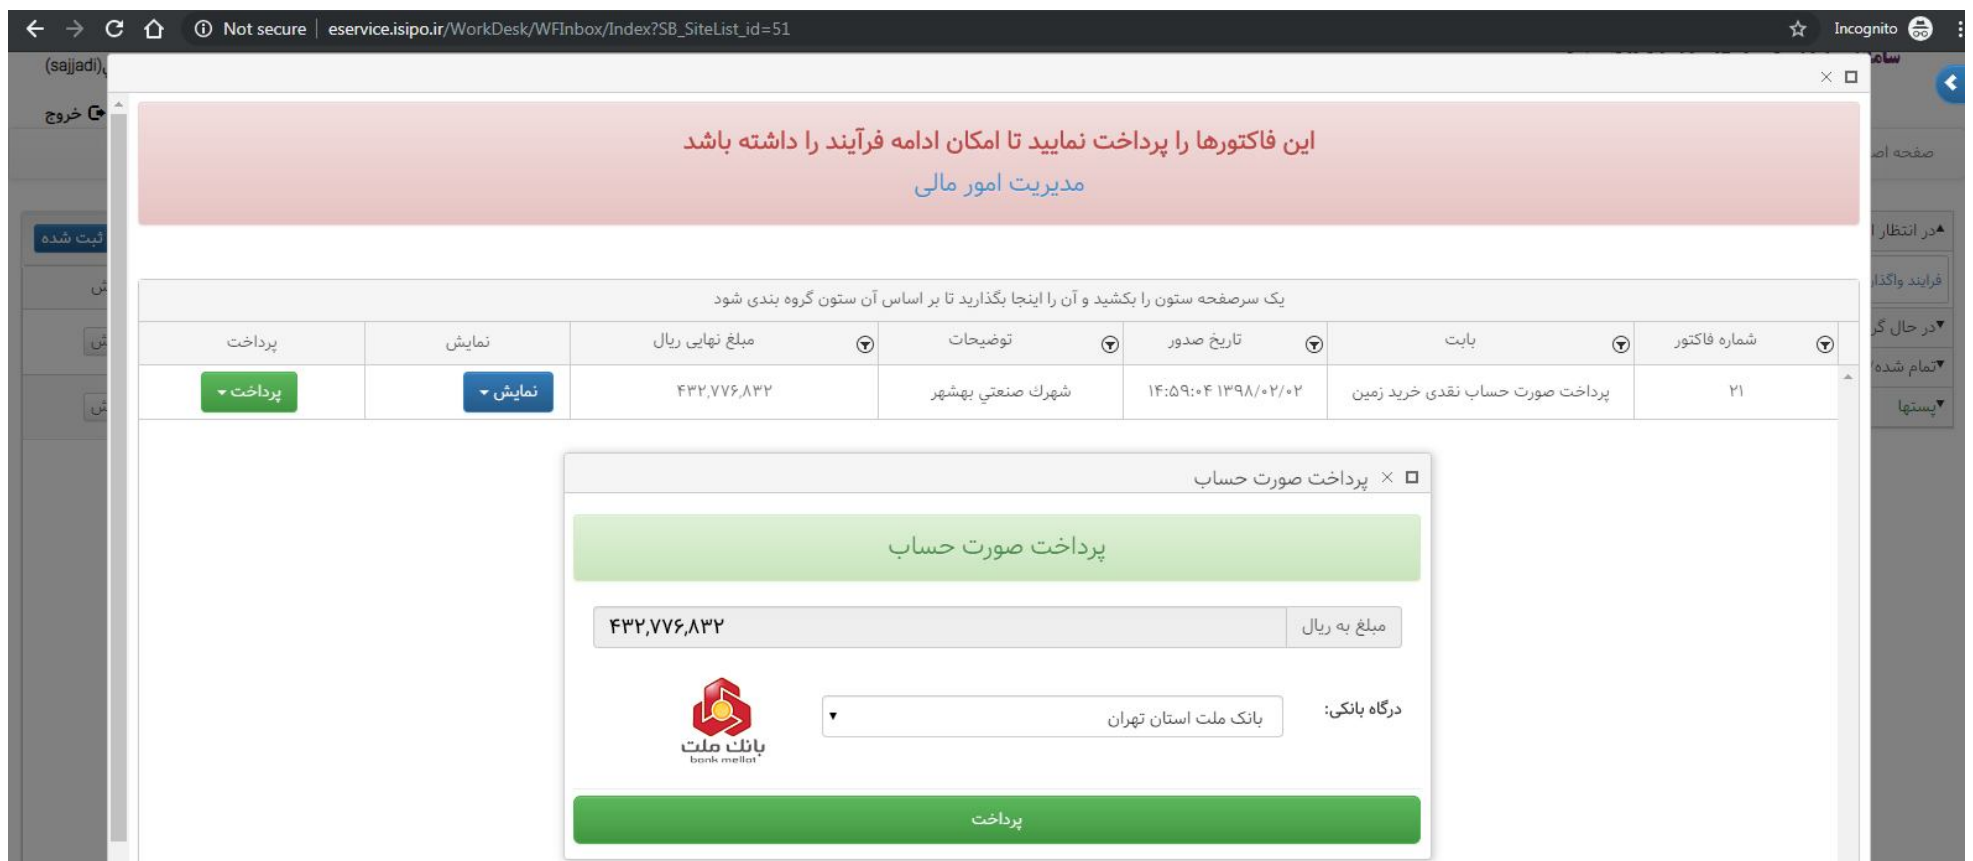 Not secure | eservice.isipo.ir/WorkDesk/WFInbox/Index?SB_SiteList_id=51
Incognito
(sajjadi)
خروج
صفحه اص
این فاکتورها را پرداخت نمایید تا امکان ادامه فرآیند را داشته باشد
مدیریت امور مالی
در انتظار ا
ثبت شده
فرایند واگذار
یک سرصفحه ستون را بکشید و آن را اینجا بگذارید تا بر اساس آن ستون گروه بندی شود
در حال گر
شماره فاکتور بابت تاریخ صدور توضیحات مبلغ نهایی ریال نمایش پرداخت
تمام شده/
۲۱ پرداخت صورت حساب نقدی خرید زمین ۱۳۹۸/۰۲/۰۲ ۱۴:۵۹:۰۴ شهرك صنعتي بهشهر ۴۳۲,۷۷۶,۸۳۲ نمایش پرداخت
پستها
پرداخت صورت حساب
پرداخت صورت حساب
مبلغ به ریال ۴۳۲,۷۷۶,۸۳۲
درگاه بانکی: بانک ملت استان تهران
بانك ملت
bank mellat
پرداخت